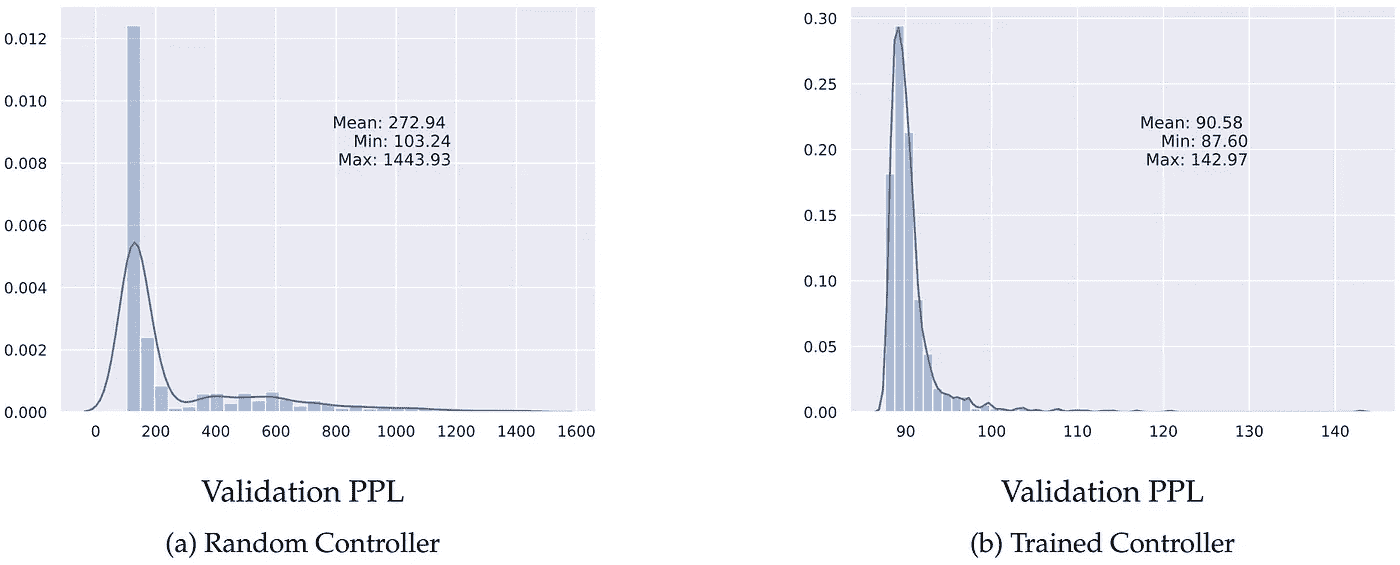 0.012
0.010
0.008
0.006
0.004
0.002
0.000
Mean: 272.94
Min: 103.24
Max: 1443.93
0 200 400 600 800 1000 1200 1400 1600
Validation PPL
(a) Random Controller
0.30
0.25
0.20
0.15
0.10
0.05
0.00
Mean: 90.58
Min: 87.60
Max: 142.97
90 100 110 120 130 140
Validation PPL
(b) Trained Controller